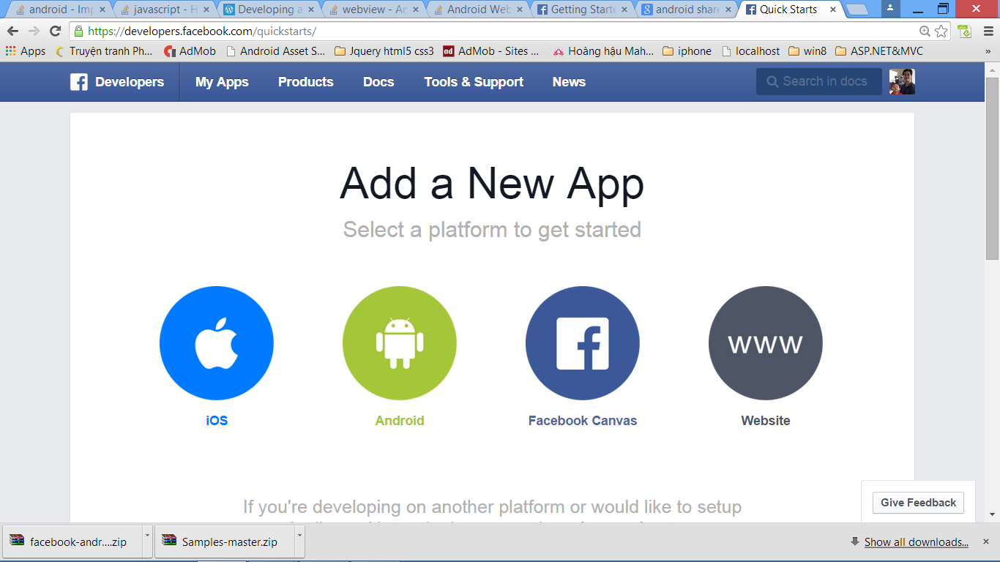 android - Imp
javascript - H
Developing a
webview - An
Android Web
Getting Starte
android share
Quick Starts
https://developers.facebook.com/quickstarts/
Apps
Truyện tranh Ph...
AdMob
Android Asset S...
Jquery html5 css3
AdMob - Sites ...
Hoàng hậu Mah...
iphone
localhost
win8
ASP.NET&MVC
»
Developers
My Apps
Products
Docs
Tools & Support
News
Search in docs
Add a New App
Select a platform to get started
www
iOS
Android
Facebook Canvas
Website
If you're developing on another platform or would like to setup
Give Feedback
facebook-andr....zip
Samples-master.zip
Show all downloads...